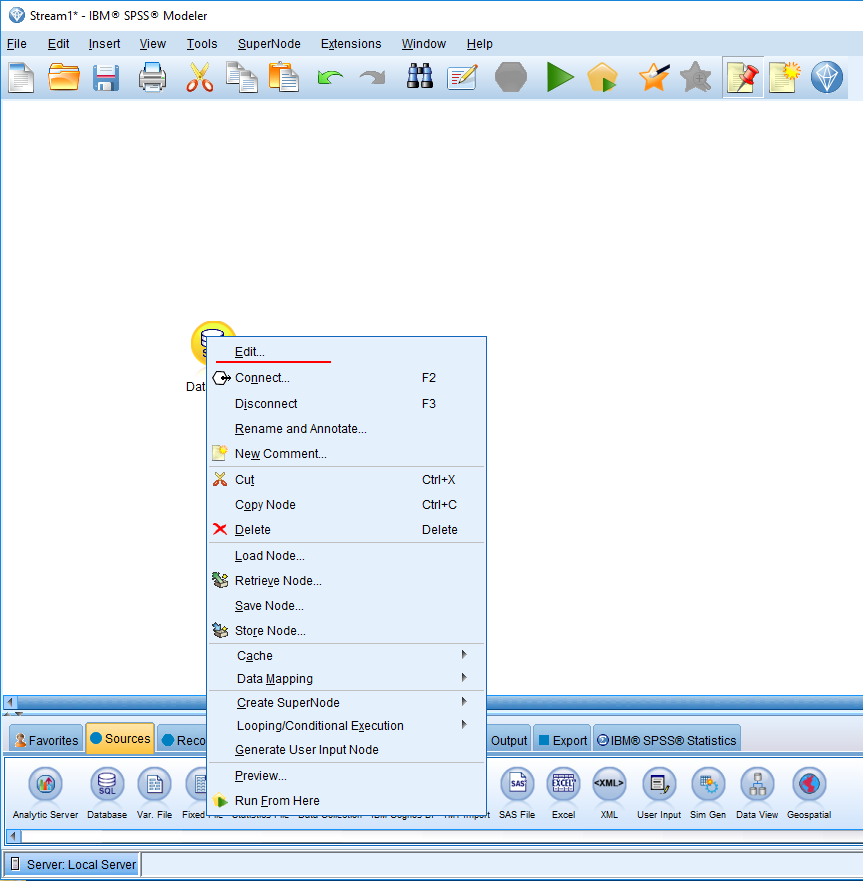 Stream1* - IBM® SPSS® Modeler
File Edit Insert View Tools SuperNode Extensions Window Help
Edit...
Connect... F2
Dat
Disconnect F3
Rename and Annotate...
New Comment...
Cut Ctrl+X
Copy Node Ctrl+C
Delete Delete
Load Node...
Retrieve Node...
Save Node...
Store Node...
Cache
Data Mapping
Create SuperNode
Looping/Conditional Execution
Generate User Input Node
Preview...
Run From Here
Favorites Sources Reco Output Export IBM® SPSS® Statistics
SQL SAS EXCEL <XML>
Analytic Server Database Var. File Fixed SAS File Excel XML User Input Sim Gen Data View Geospatial
Server: Local Server